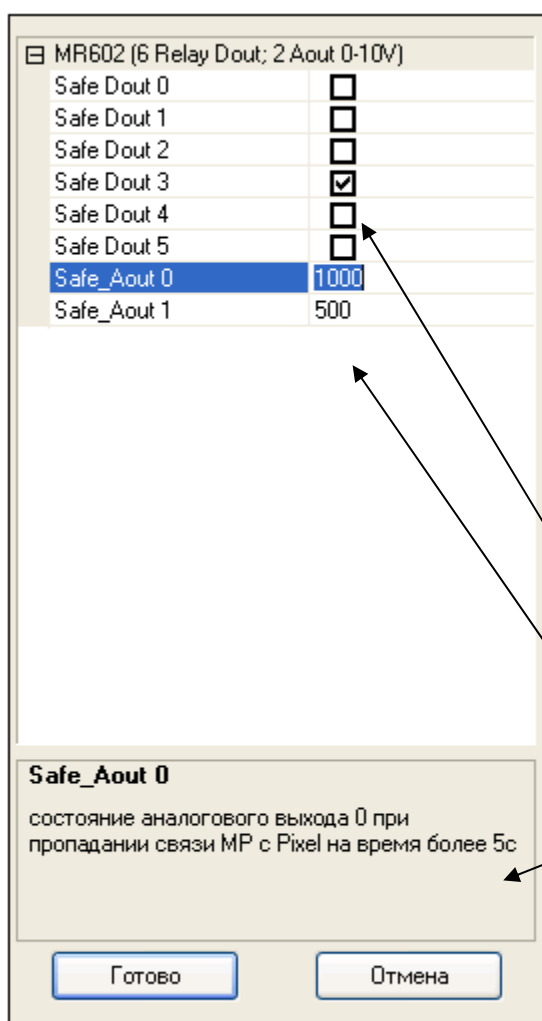 MR602 (6 Relay Dout; 2 Aout 0-10V)
Safe Dout 0
Safe Dout 1
Safe Dout 2
Safe Dout 3
Safe Dout 4
Safe Dout 5
Safe_Aout 0 1000
Safe_Aout 1 500
Safe_Aout 0
состояние аналогового выхода 0 при
пропадании связи МР с Pixel на время более 5с
Готово Отмена